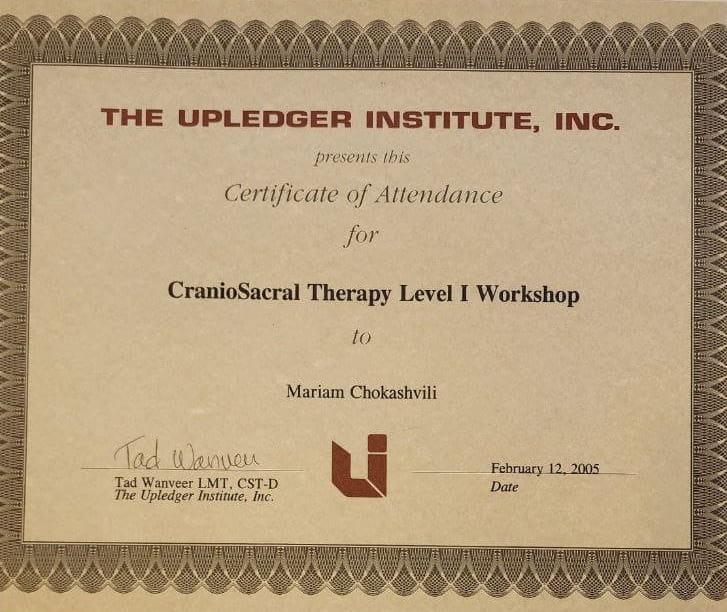 THE UPLEDGER INSTITUTE, INC.
presents this
Certificate of Attendance
for
CranioSacral Therapy Level I Workshop
to
Mariam Chokashvili
Tad Wanveer
Tad Wanveer LMT, CST-D
The Upledger Institute, Inc.
ui
February 12, 2005
Date